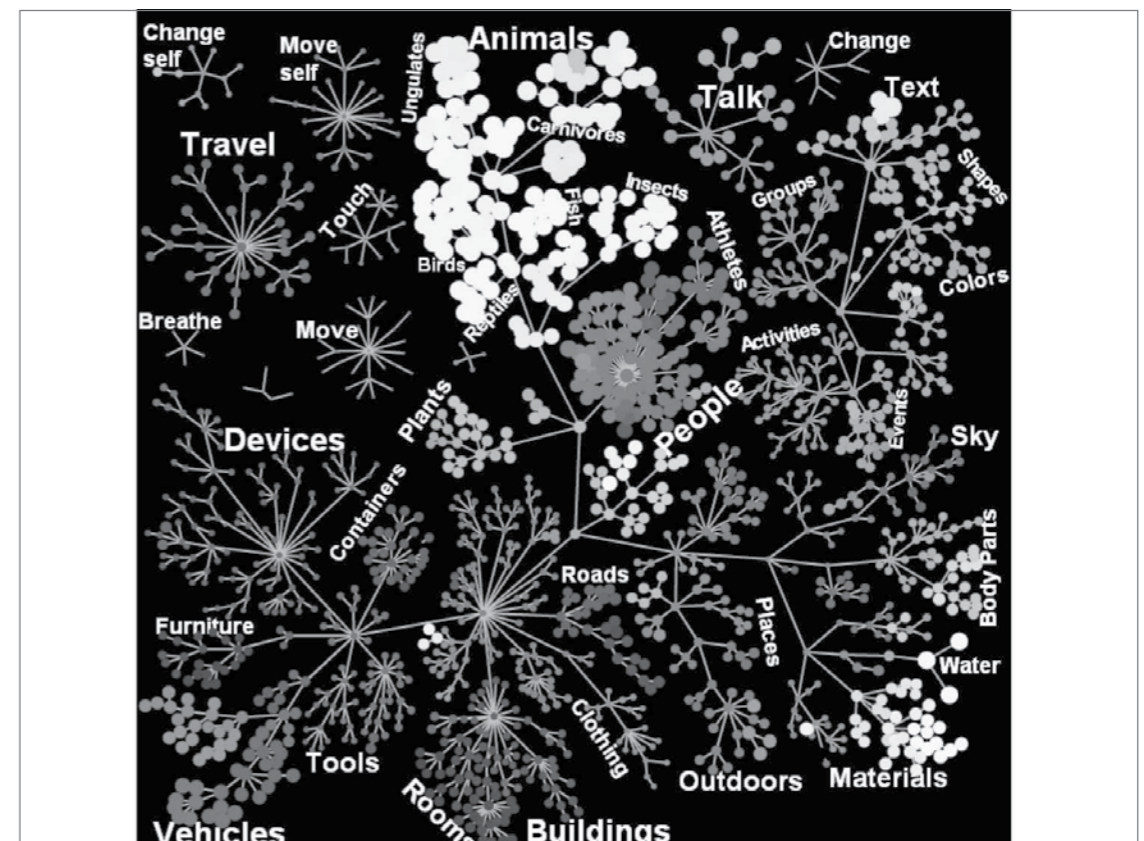 Change
self
Move
self
Ungulates
Animals
Carnivores
Talk
Change
Text
Travel
Touch
Fish
Insects
Groups
Shapes
Athletes
Birds
Reptiles
Colors
Breathe
Move
Activities
Plants
People
Events
Devices
Sky
Containers
Roads
Body Parts
Furniture
Places
Water
Clothing
Tools
Outdoors
Materials
Rooms
Vehicles
Buildings